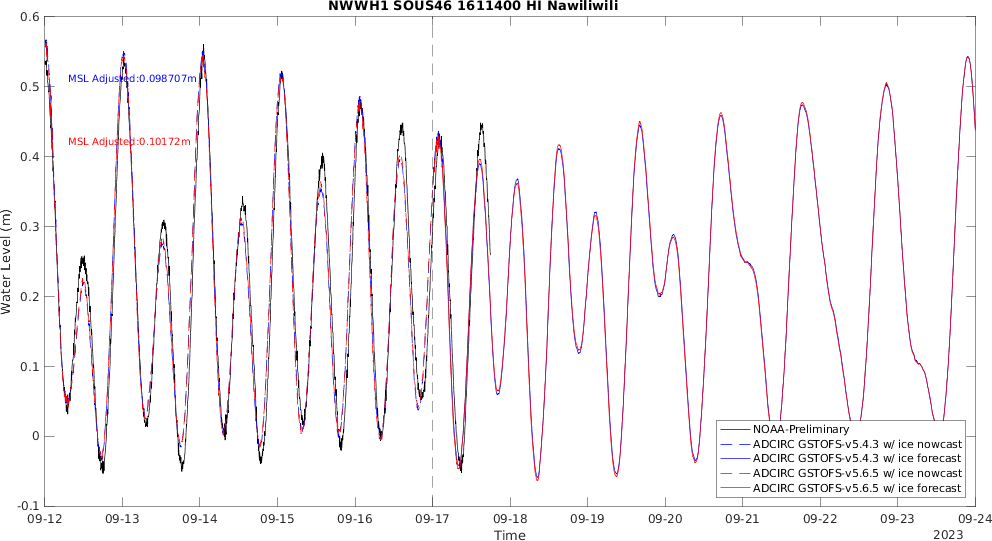 NWWH1 SOUS46 1611400 HI Nawiliwili
0.6
0.5
0.4
0.3
0.2
0.1
0
-0.1
Water Level (m)
MSL Adjusted:0.098707m
MSL Adjusted:0.10172m
NOAA-Preliminary
ADCIRC GSTOFS-v5.4.3 w/ ice nowcast
ADCIRC GSTOFS-v5.4.3 w/ ice forecast
ADCIRC GSTOFS-v5.6.5 w/ ice nowcast
ADCIRC GSTOFS-v5.6.5 w/ ice forecast
09-12 09-13 09-14 09-15 09-16 09-17 09-18 09-19 09-20 09-21 09-22 09-23 09-24
Time
2023